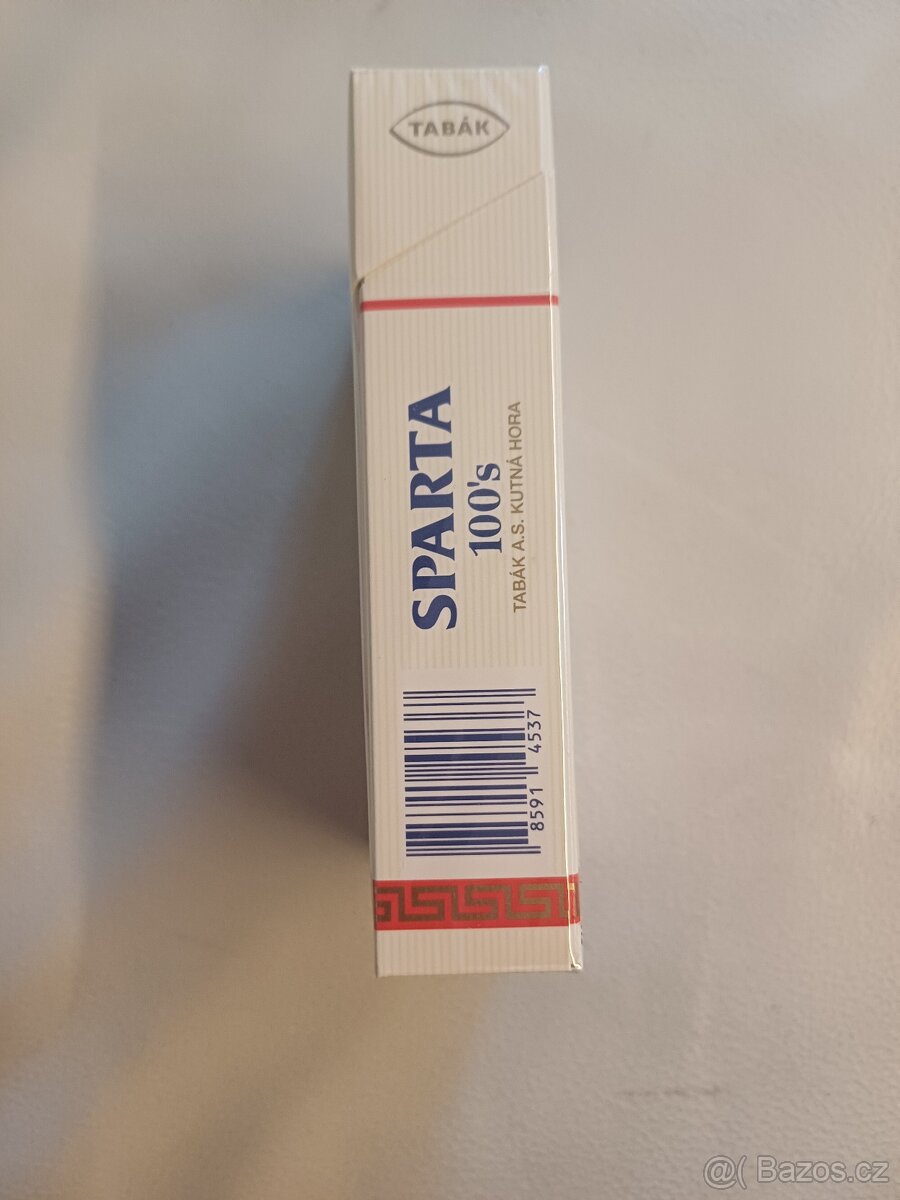 TABÁK
SPARTA
100's
TABÁK A.S. KUTNÁ HORA
8591 4537
@( Bazos.cz